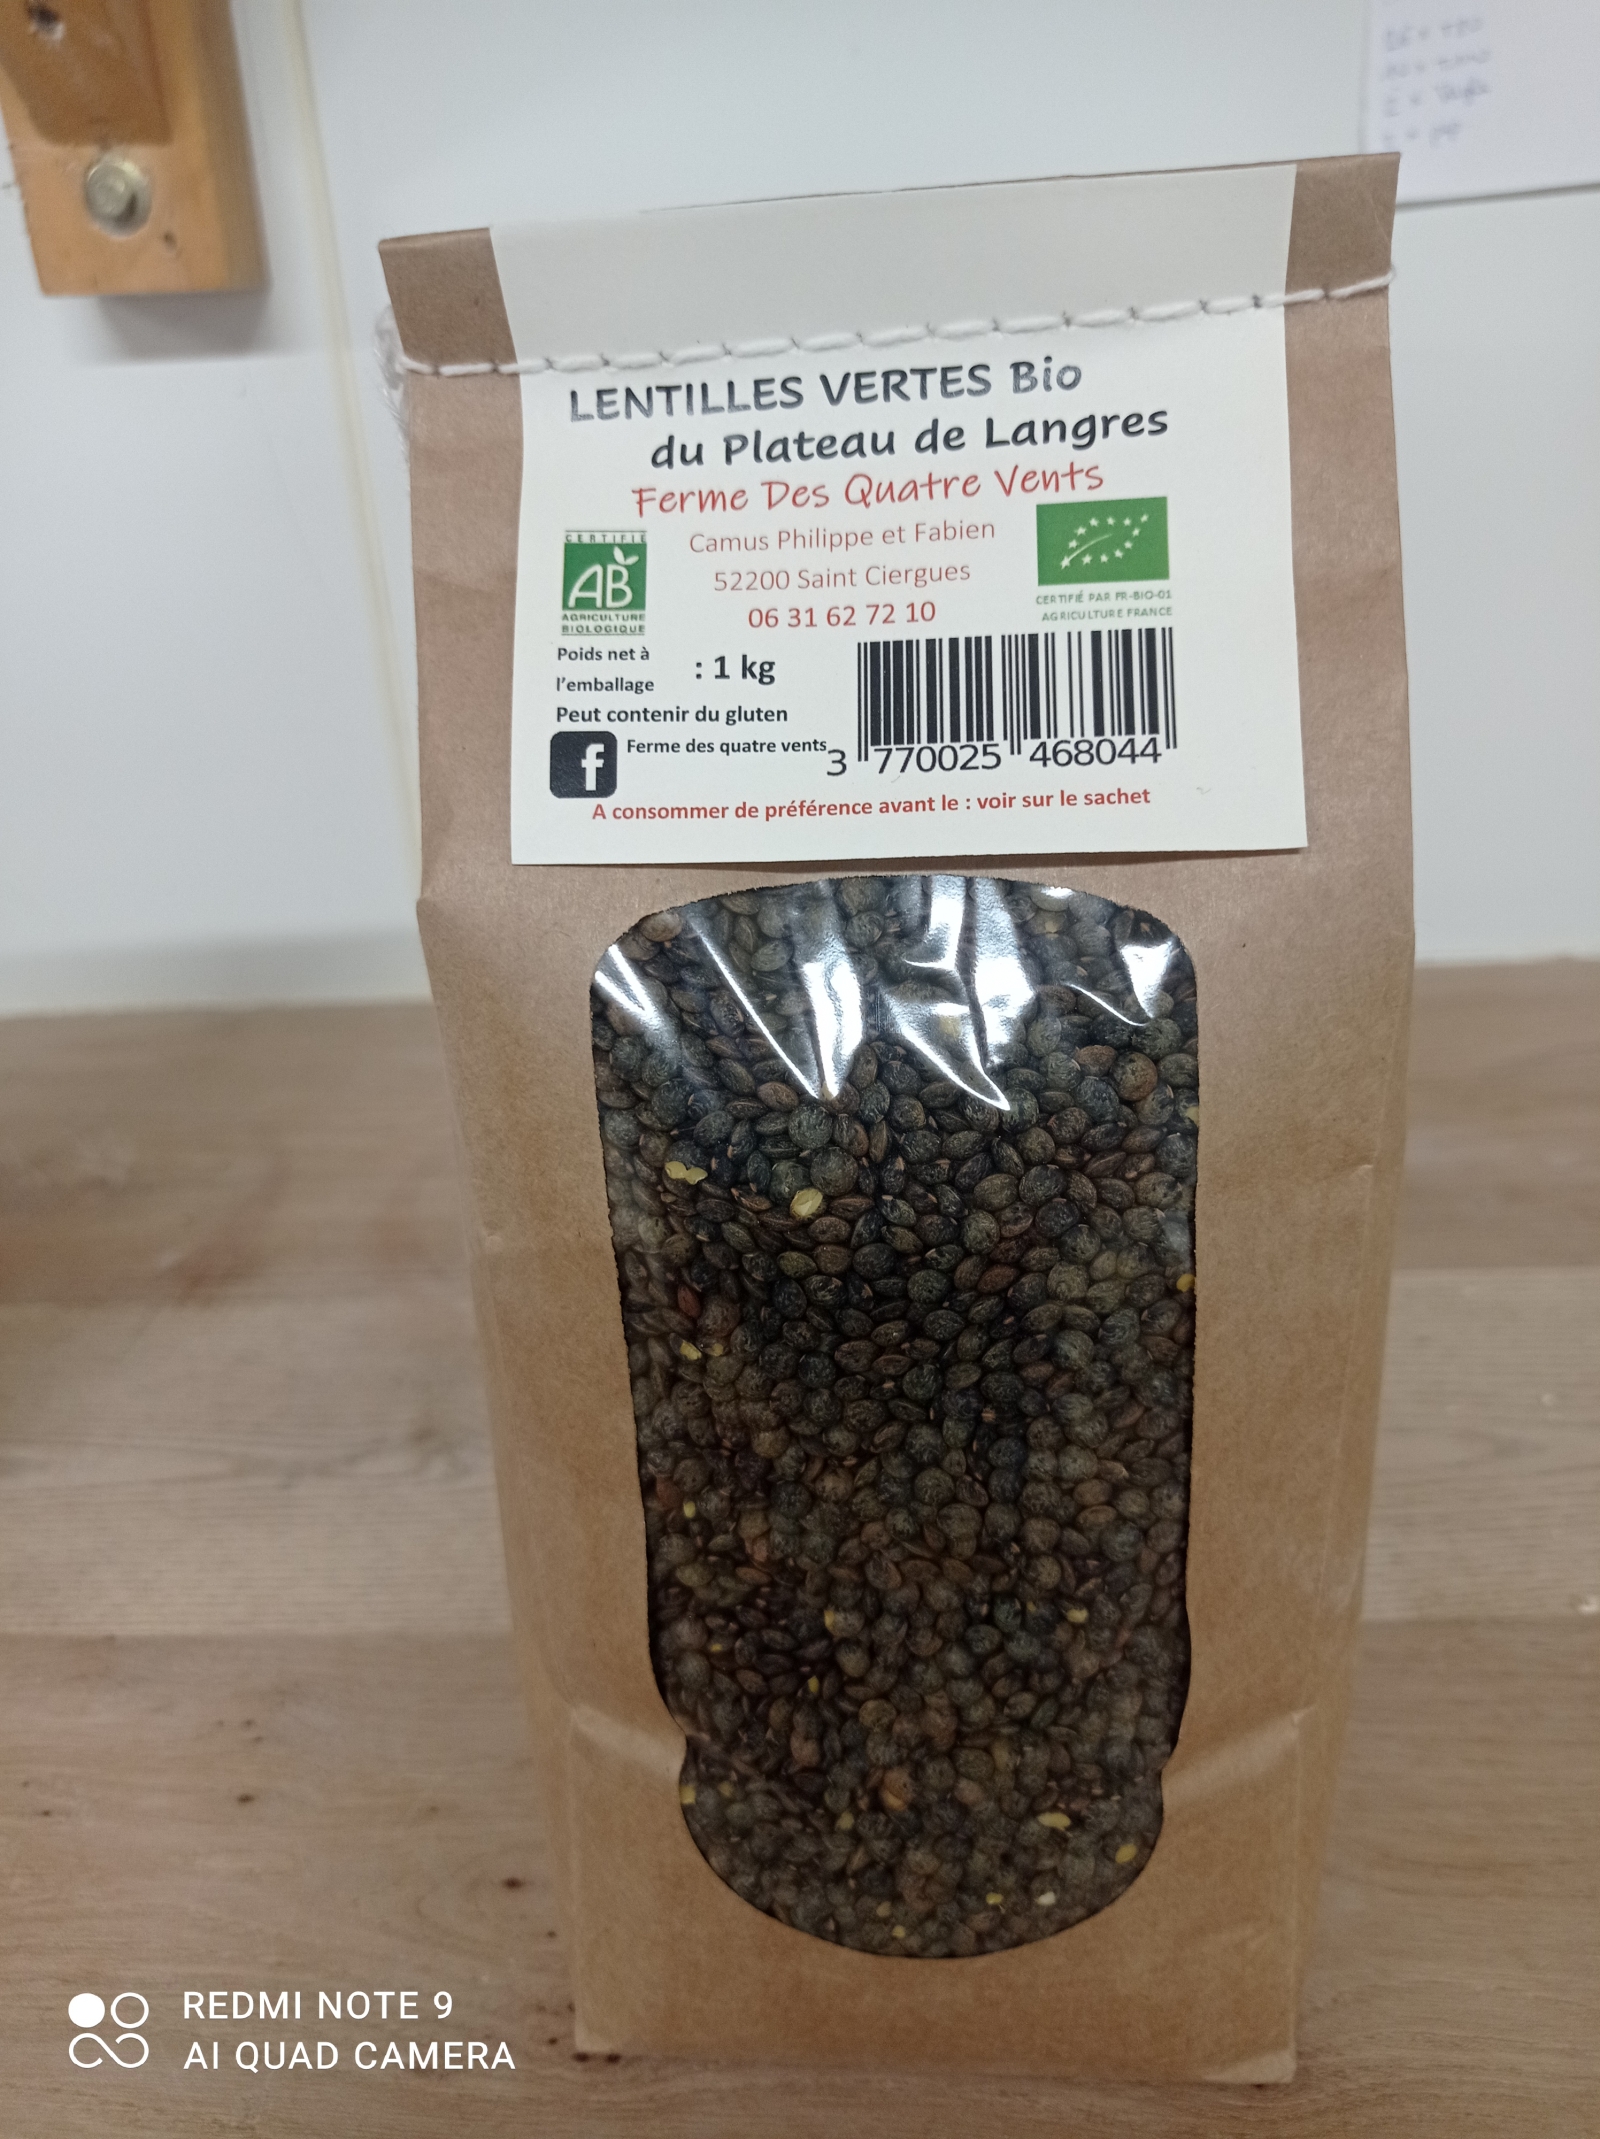 LENTILLES VERTES Bio
du Plateau de Langres
Ferme Des Quatre Vents
CERTIFIÉ
AB
AGRICULTURE
BIOLOGIQUE
Camus Philippe et Fabien
52200 Saint Ciergues
06 31 62 72 10
CERTIFIÉ PAR FR-BIO-01
AGRICULTURE FRANCE
Poids net à
l'emballage : 1 kg
Peut contenir du gluten
f Ferme des quatre vents
3 770025 468044
A consommer de préférence avant le : voir sur le sachet
REDMI NOTE 9
AI QUAD CAMERA